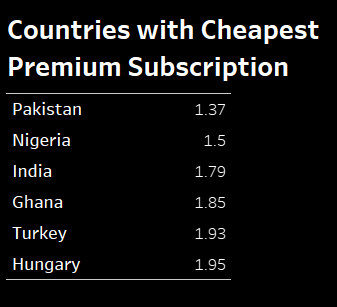 Countries with Cheapest
Premium Subscription
Pakistan 1.37
Nigeria 1.5
India 1.79
Ghana 1.85
Turkey 1.93
Hungary 1.95